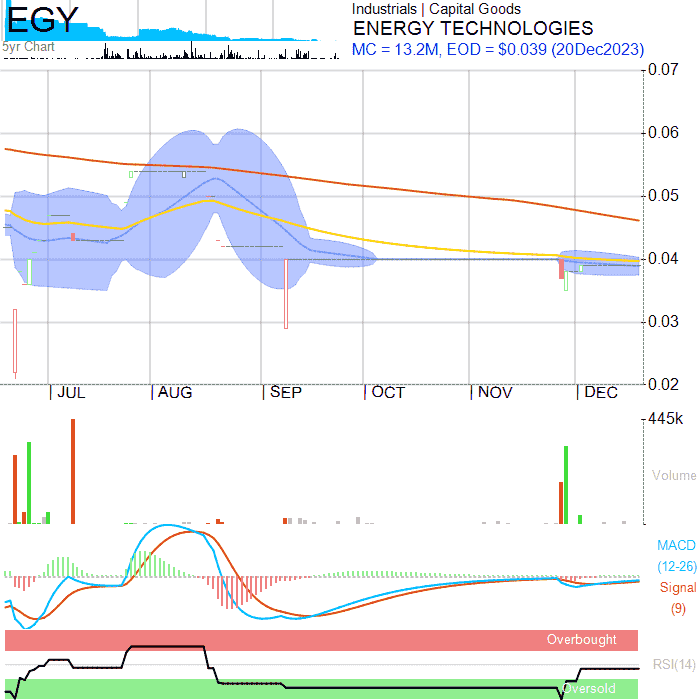 EGY
5yr Chart
Industrials | Capital Goods
ENERGY TECHNOLOGIES
MC = 13.2M, EOD = $0.039 (20Dec2023)
0.07
0.06
0.05
0.04
0.03
0.02
JUL AUG SEP OCT NOV DEC
445k
Volume
MACD
(12-26)
Signal
(9)
Overbought
RSI(14)
Oversold